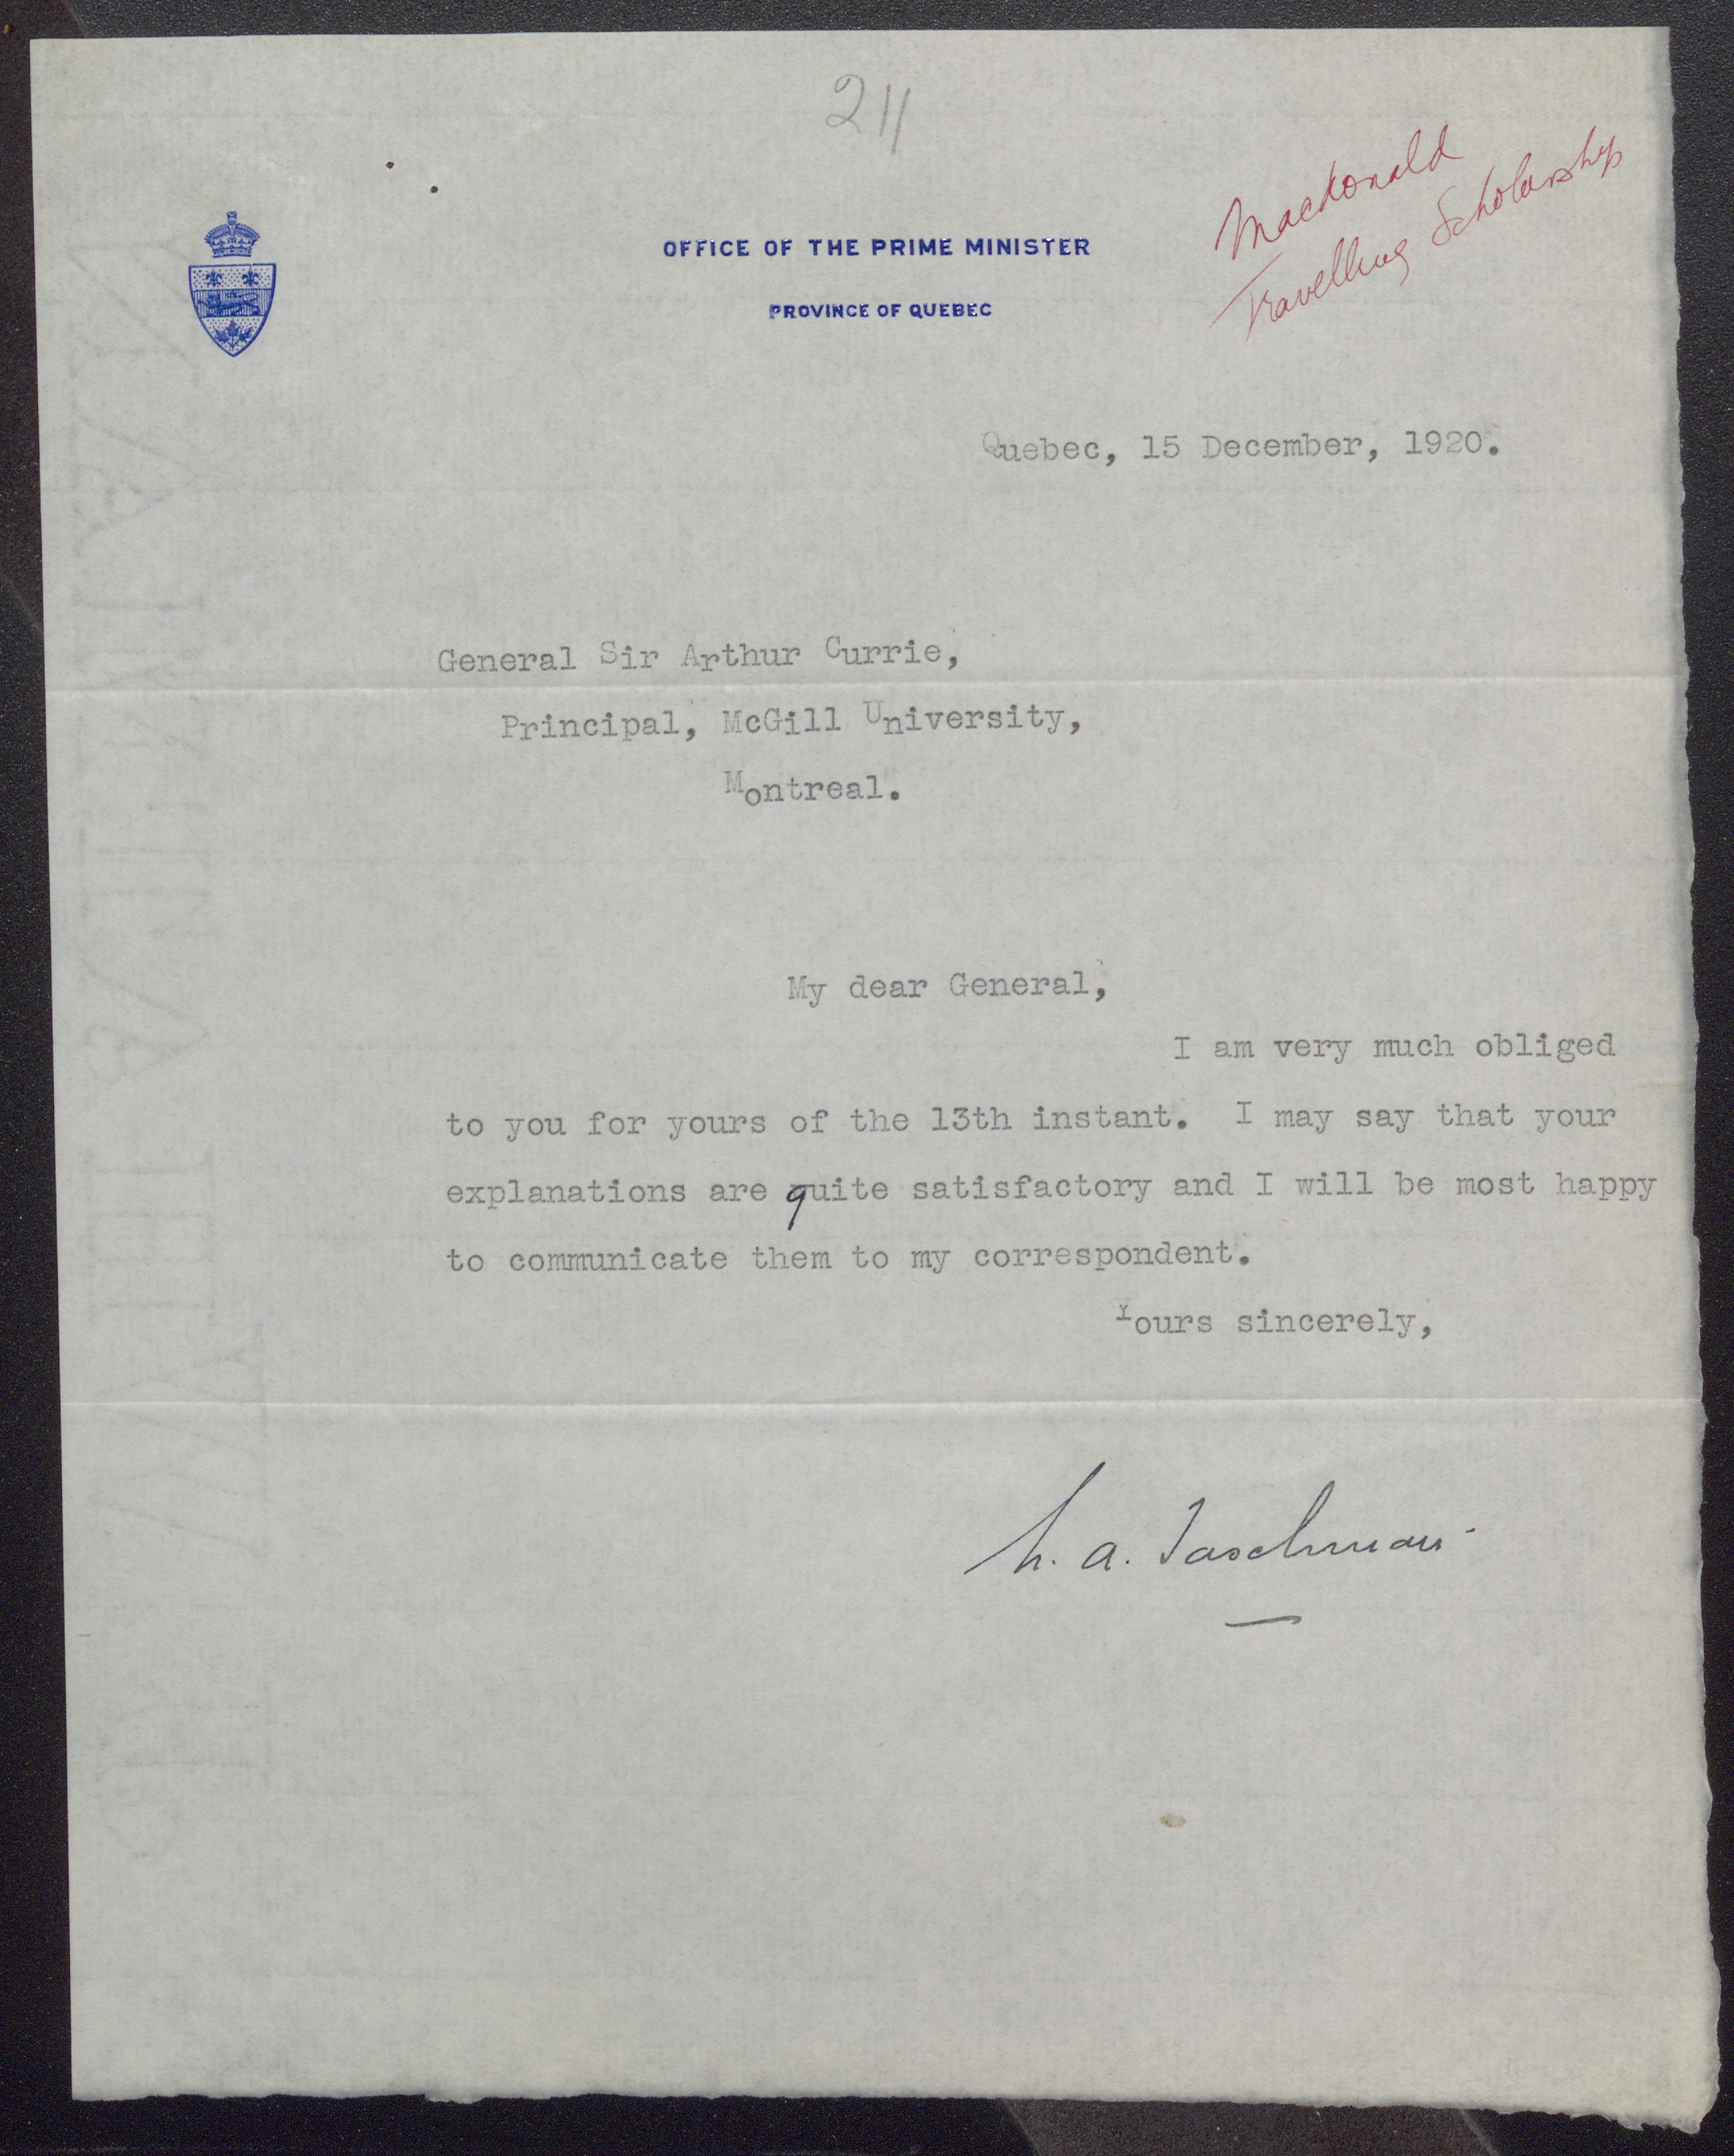 211
Macdonald
Travelling Scholarship
OFFICE OF THE PRIME MINISTER
PROVINCE OF QUEBEC
Quebec, 15 December, 1920.
General Sir Arthur Currie,
Principal, McGill University,
Montreal.
My dear General,
I am very much obliged
to you for yours of the 13th instant. I may say that your
explanations are quite satisfactory and I will be most happy
to communicate them to my correspondent.
Yours sincerely,
L. A. Taschereau